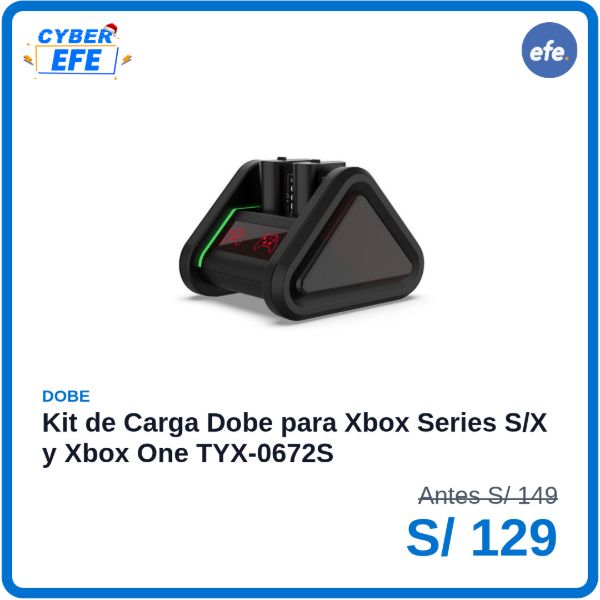 CYBER
EFE
efe.
DOBE
Kit de Carga Dobe para Xbox Series S/X
y Xbox One TYX-0672S
Antes S/ 149
S/ 129